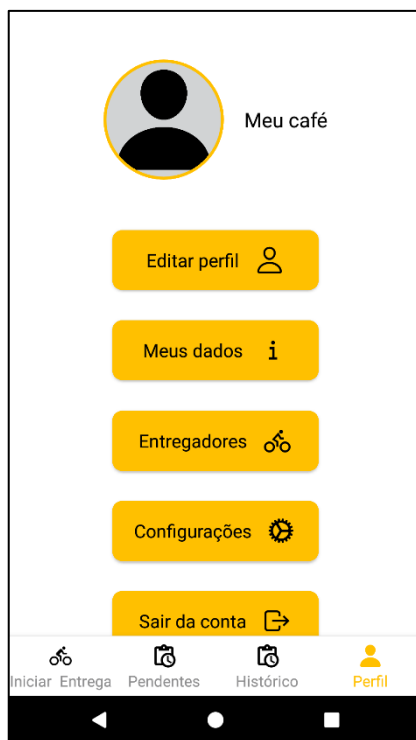 Meu café
Editar perfil
Meus dados
Entregadores
Configurações
Sair da conta
Iniciar Entrega
Pendentes
Histórico
Perfil